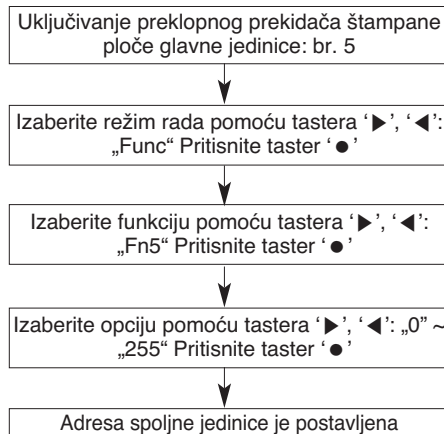 Uključivanje preklopnog prekidača štampane
ploče glavne jedinice: br. 5
Izaberite režim rada pomoću tastera ‘▶’, ‘◀’:
„Func“ Pritisnite taster ‘●’
Izaberite funkciju pomoću tastera ‘▶’, ‘◀’:
„Fn5“ Pritisnite taster ‘●’
Izaberite opciju pomoću tastera ‘▶’, ‘◀’: „0” ~
„255“ Pritisnite taster ‘●’
Adresa spoljne jedinice je postavljena